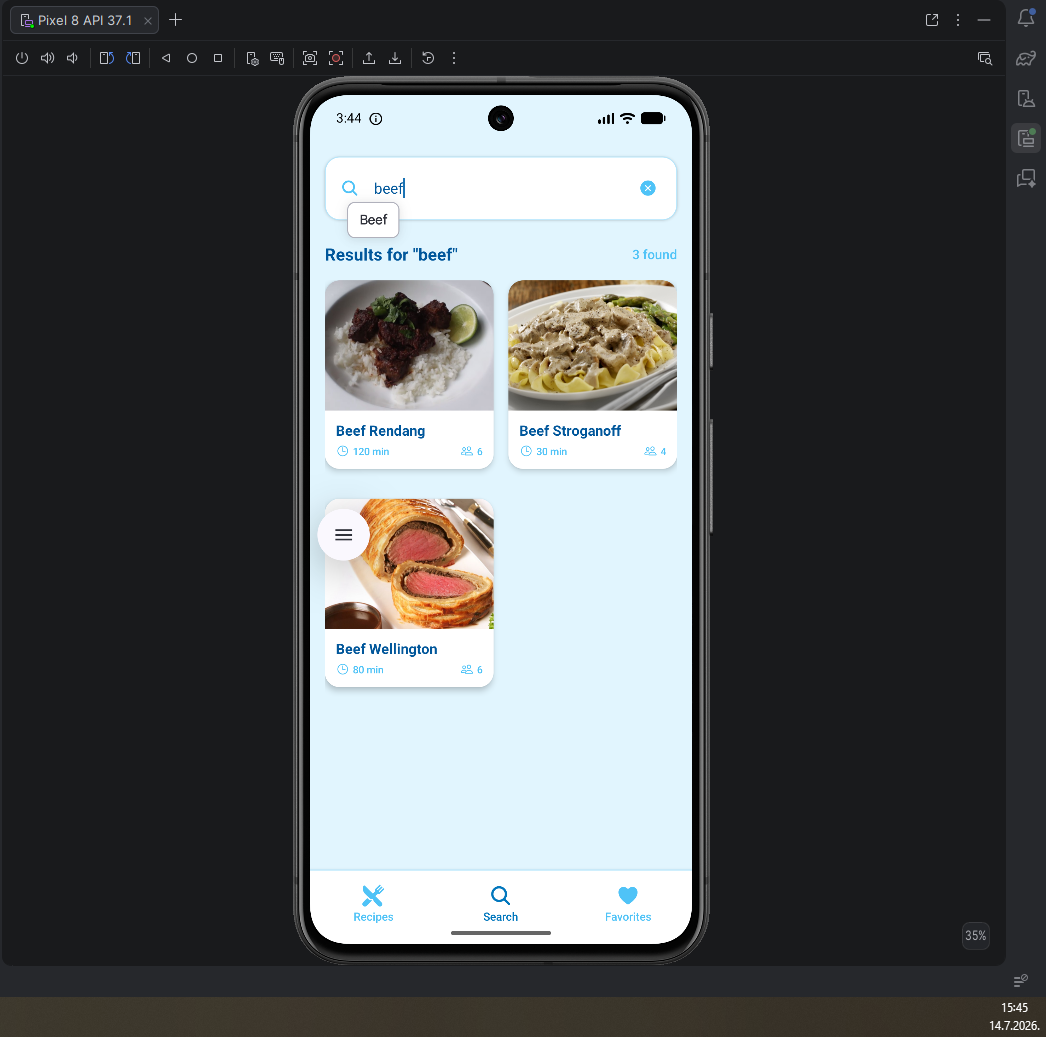 Pixel 8 API 37.1
3:44
beef
Beef
Results for "beef"
3 found
Beef Rendang
120 min
6
Beef Stroganoff
30 min
4
Beef Wellington
80 min
6
Recipes
Search
Favorites
35%
15:45
14.7.2026.